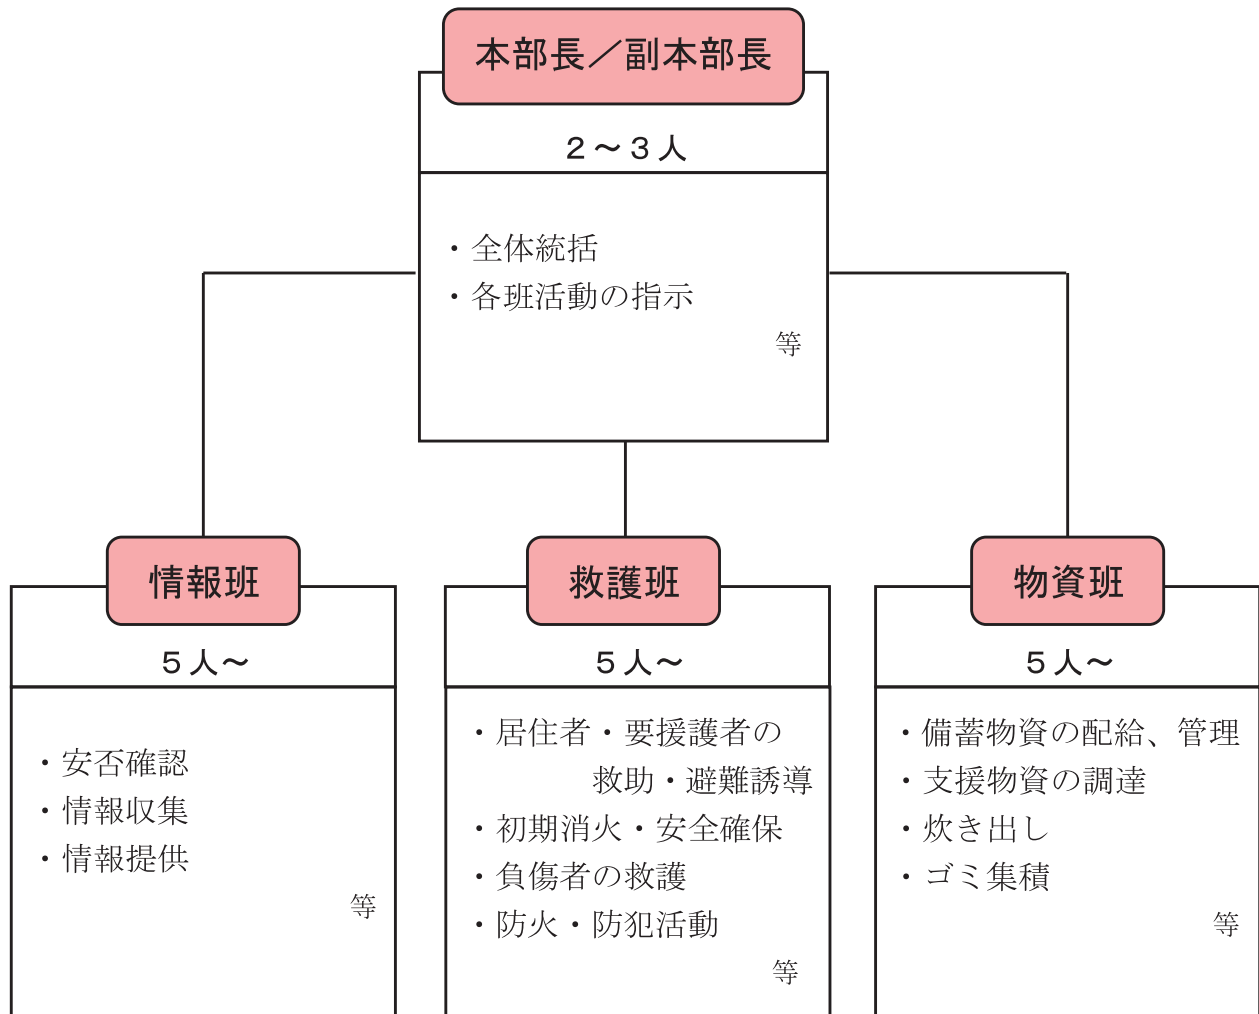 本部長／副本部長
２～３人
・全体統括
・各班活動の指示
等
情報班
５人～
・安否確認
・情報収集
・情報提供
等
救護班
５人～
・居住者・要援護者の
救助・避難誘導
・初期消火・安全確保
・負傷者の救護
・防火・防犯活動
等
物資班
５人～
・備蓄物資の配給、管理
・支援物資の調達
・炊き出し
・ゴミ集積
等